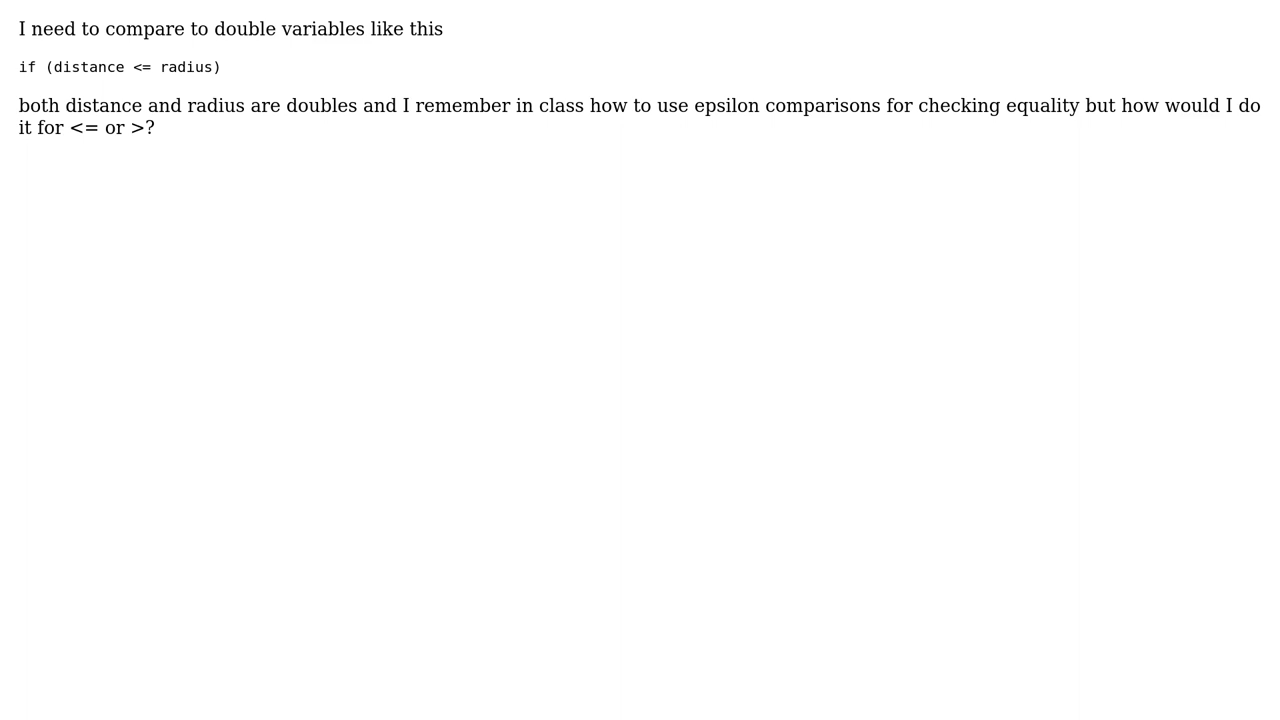 I need to compare to double variables like this
if (distance <= radius)
both distance and radius are doubles and I remember in class how to use epsilon comparisons for checking equality but how would I do
it for <= or >?